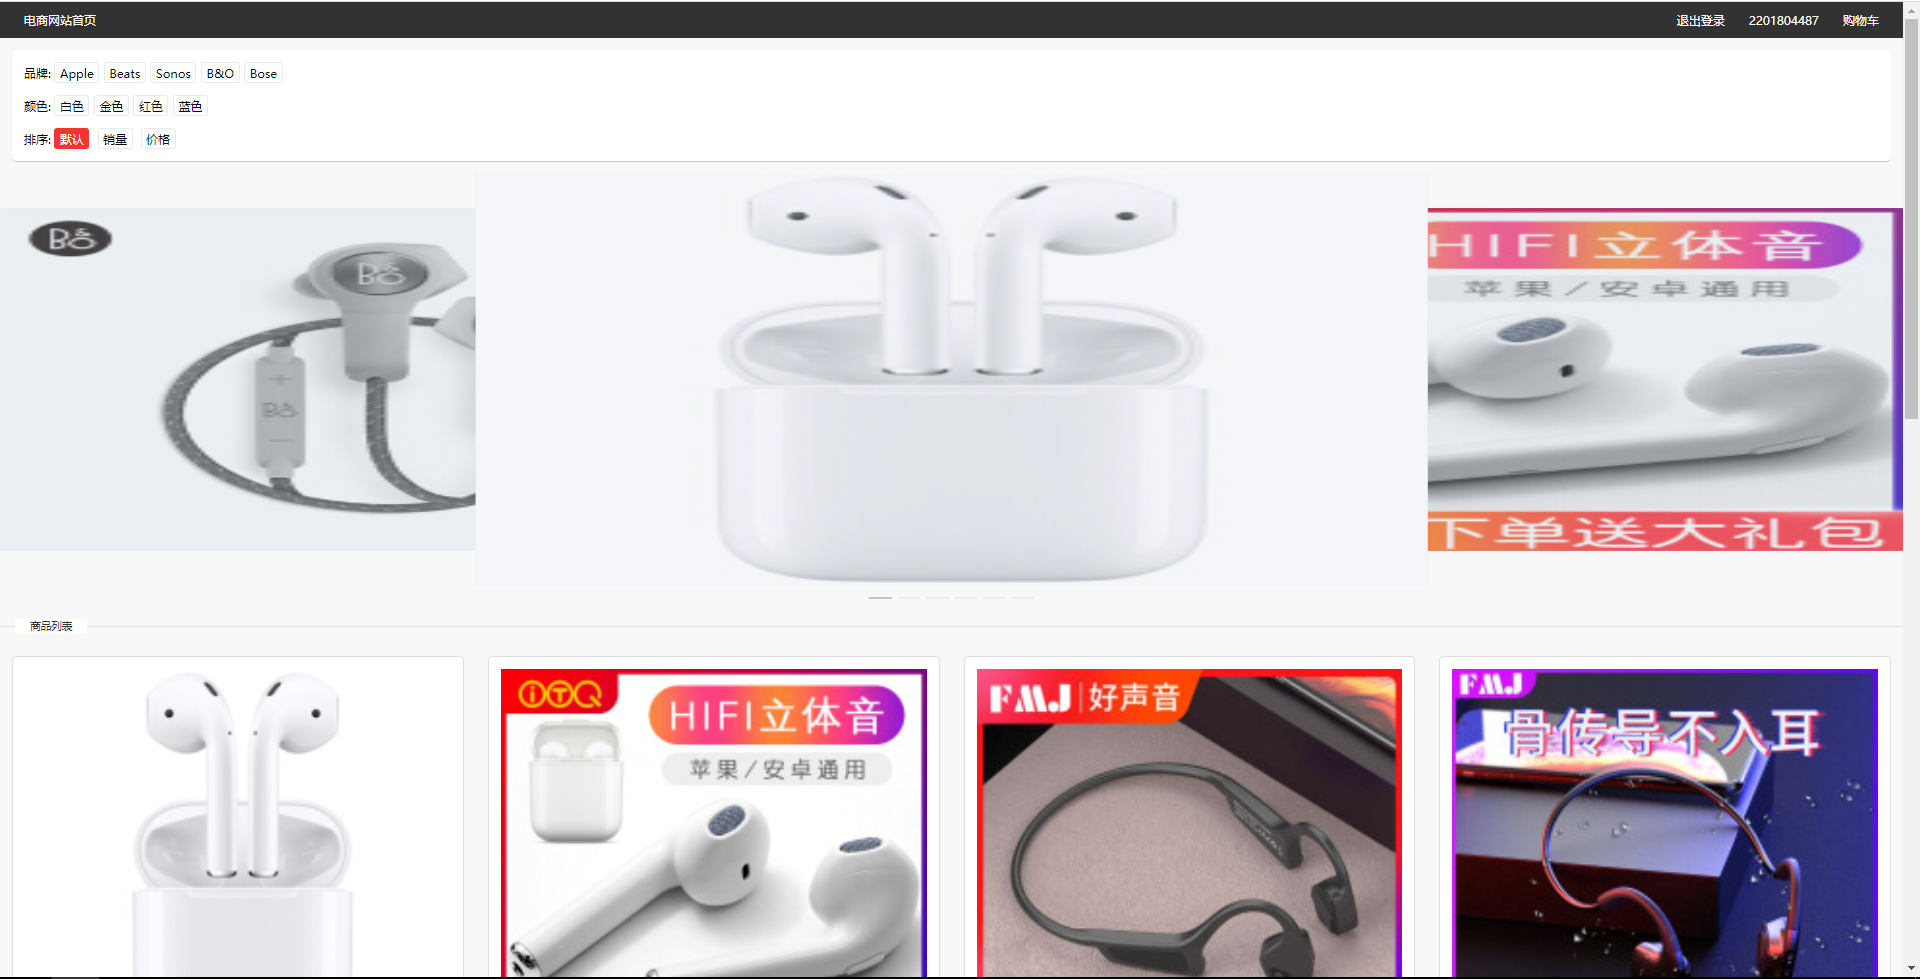 电商网站首页 退出登录 2201804487 购物车
品牌: Apple Beats Sonos B&O Bose
颜色: 白色 金色 红色 蓝色
排序: 默认 销量 价格
B&O
B&O
B&O
HIFI立体音
苹果/安卓通用
下单送大礼包
商品列表
iTQ
HIFI立体音
苹果/安卓通用
FMJ 好声音
FMJ
骨传导不入耳